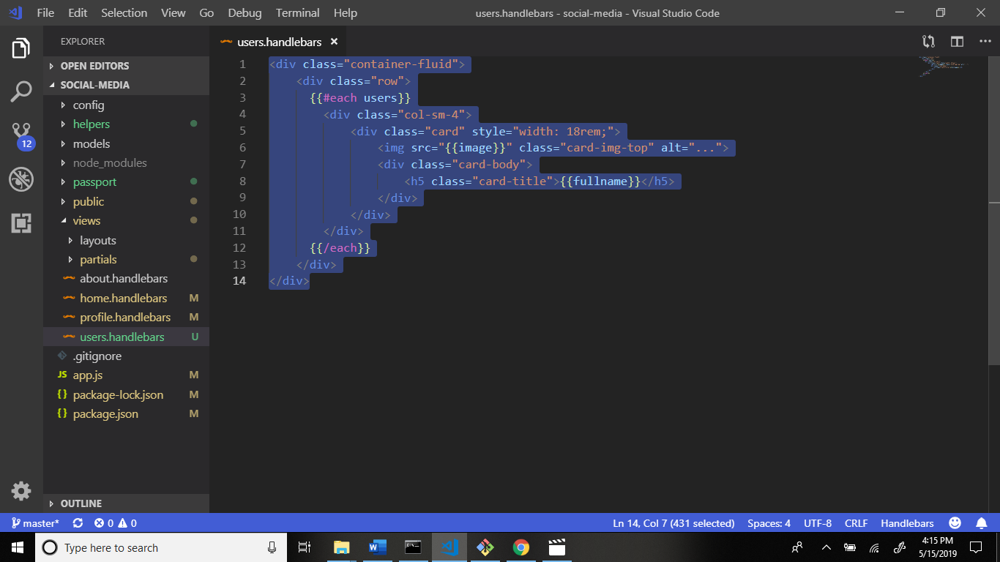 File Edit Selection View Go Debug Terminal Help
users.handlebars - social-media - Visual Studio Code
EXPLORER
OPEN EDITORS
SOCIAL-MEDIA
config
helpers
models
node_modules
passport
public
views
layouts
partials
about.handlebars
home.handlebars M
profile.handlebars M
users.handlebars U
.gitignore
JS app.js M
{} package-lock.json M
{} package.json M
OUTLINE
12
users.handlebars
1 <div class="container-fluid">
2 <div class="row">
3 {{#each users}}
4 <div class="col-sm-4">
5 <div class="card" style="width: 18rem;">
6 <img src="{{image}}" class="card-img-top" alt="...">
7 <div class="card-body">
8 <h5 class="card-title">{{fullname}}</h5>
9 </div>
10 </div>
11 </div>
12 {{/each}}
13 </div>
14 </div>
master* 0 0 Ln 14, Col 7 (431 selected) Spaces: 4 UTF-8 CRLF Handlebars
Type here to search
4:15 PM
5/15/2019